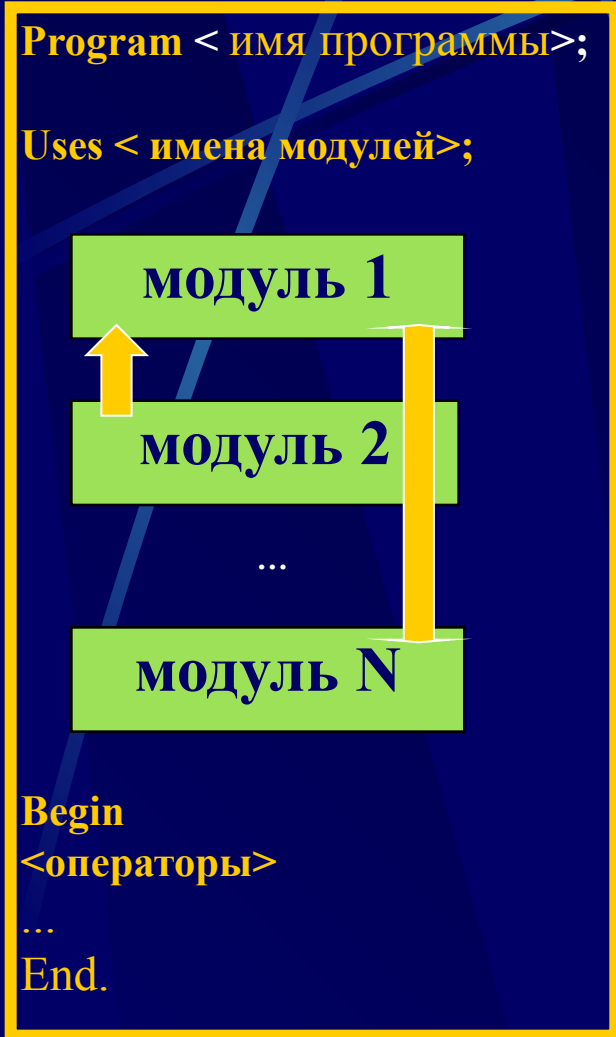 Program < имя программы>;
Uses < имена модулей>;
модуль 1
модуль 2
...
модуль N
Begin
<операторы>
...
End.